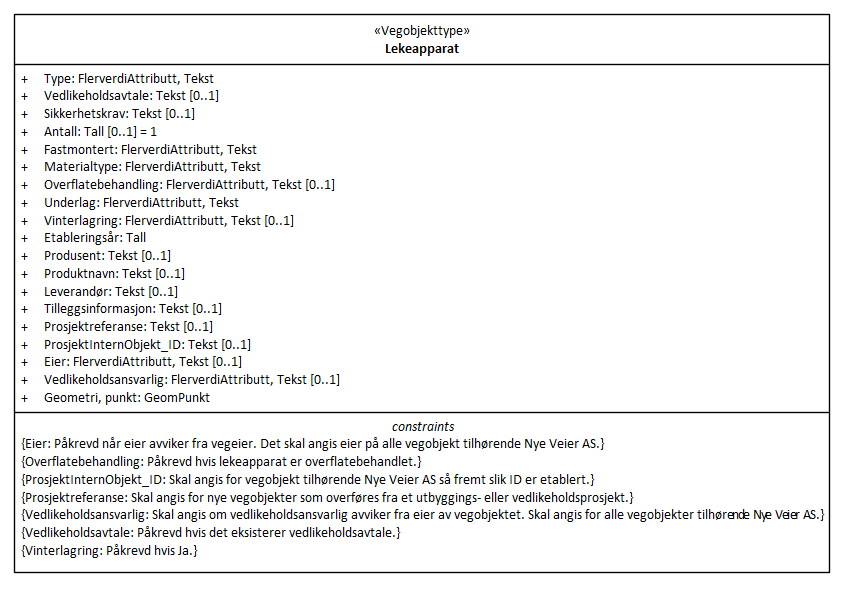 «Vegobjekttype»
Lekeapparat
+ Type: FlerverdiAttributt, Tekst
+ Vedlikeholdsavtale: Tekst [0..1]
+ Sikkerhetskrav: Tekst [0..1]
+ Antall: Tall [0..1] = 1
+ Fastmontert: FlerverdiAttributt, Tekst
+ Materialtype: FlerverdiAttributt, Tekst
+ Overflatebehandling: FlerverdiAttributt, Tekst [0..1]
+ Underlag: FlerverdiAttributt, Tekst
+ Vinterlagring: FlerverdiAttributt, Tekst [0..1]
+ Etableringsår: Tall
+ Produsent: Tekst [0..1]
+ Produktnavn: Tekst [0..1]
+ Leverandør: Tekst [0..1]
+ Tilleggsinformasjon: Tekst [0..1]
+ Prosjektreferanse: Tekst [0..1]
+ ProsjektInternObjekt_ID: Tekst [0..1]
+ Eier: FlerverdiAttributt, Tekst [0..1]
+ Vedlikeholdsansvarlig: FlerverdiAttributt, Tekst [0..1]
+ Geometri, punkt: GeomPunkt
constraints
{Eier: Påkrevd når eier avviker fra vegeier. Det skal angis eier på alle vegobjekt tilhørende Nye Veier AS.}
{Overflatebehandling: Påkrevd hvis lekeapparat er overflatebehandlet.}
{ProsjektInternObjekt_ID: Skal angis for vegobjekt tilhørende Nye Veier AS så fremt slik ID er etablert.}
{Prosjektreferanse: Skal angis for nye vegobjekter som overføres fra et utbyggings- eller vedlikeholdsprosjekt.}
{Vedlikeholdsansvarlig: Skal angis om vedlikeholdsansvarlig avviker fra eier av vegobjektet. Skal angis for alle vegobjekter tilhørende Nye Veier AS.}
{Vedlikeholdsavtale: Påkrevd hvis det eksisterer vedlikeholdsavtale.}
{Vinterlagring: Påkrevd hvis Ja.}